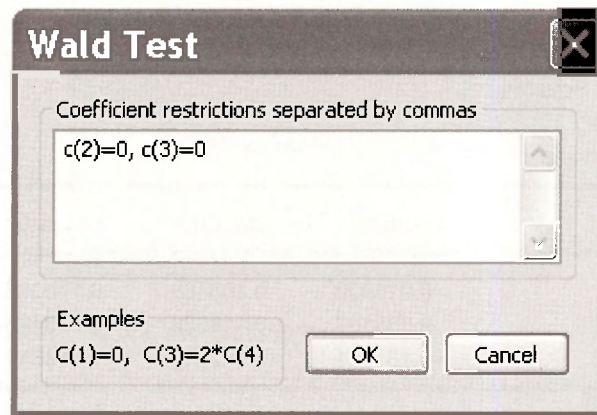 Wald Test
Coefficient restrictions separated by commas
c(2)=0, c(3)=0
Examples
C(1)=0, C(3)=2*C(4)
OK
Cancel